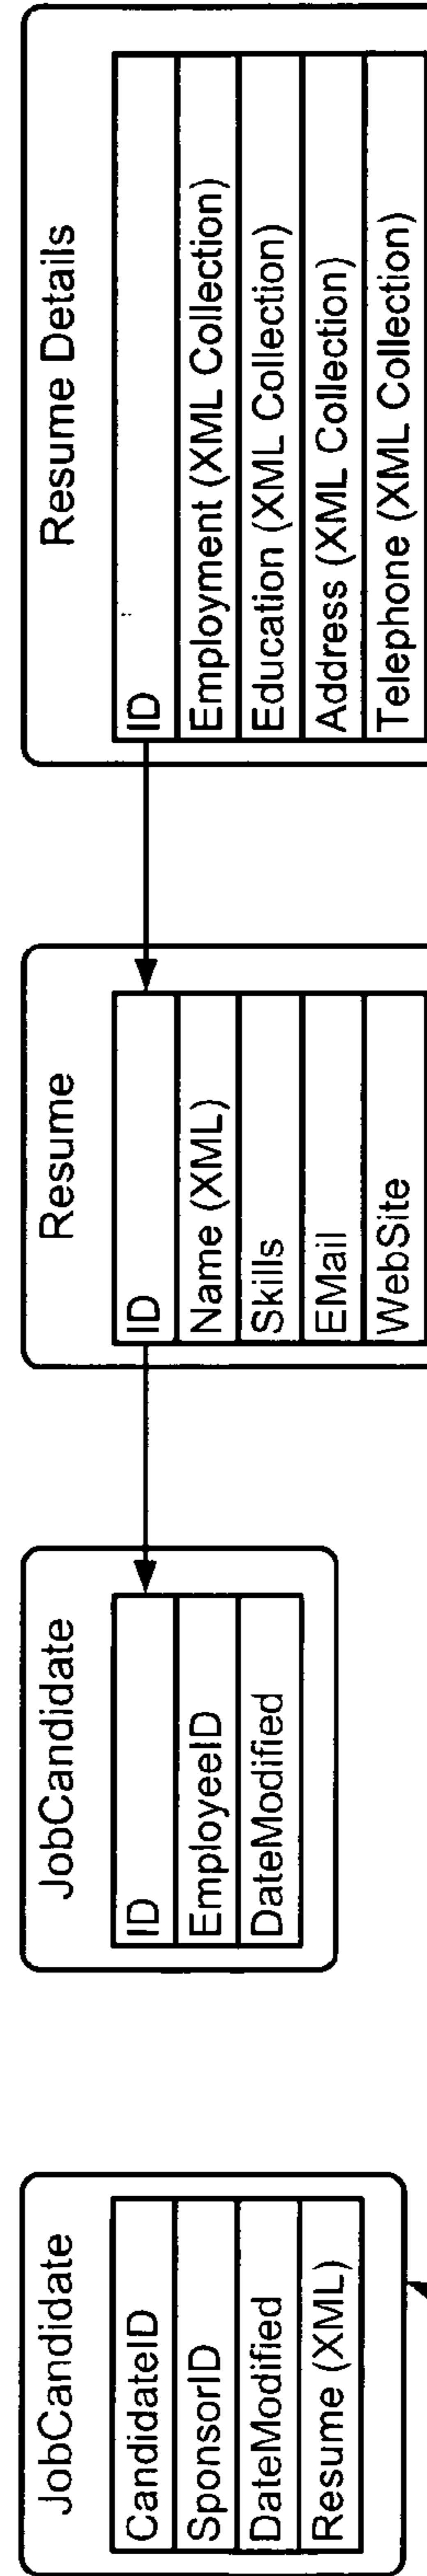 JobCandidate
CandidateID
SponsorID
DateModified
Resume (XML)
JobCandidate
ID
EmployeeID
DateModified
Resume
ID
Name (XML)
Skills
EMail
WebSite
Resume Details
ID
Employment (XML Collection)
Education (XML Collection)
Address (XML Collection)
Telephone (XML Collection)